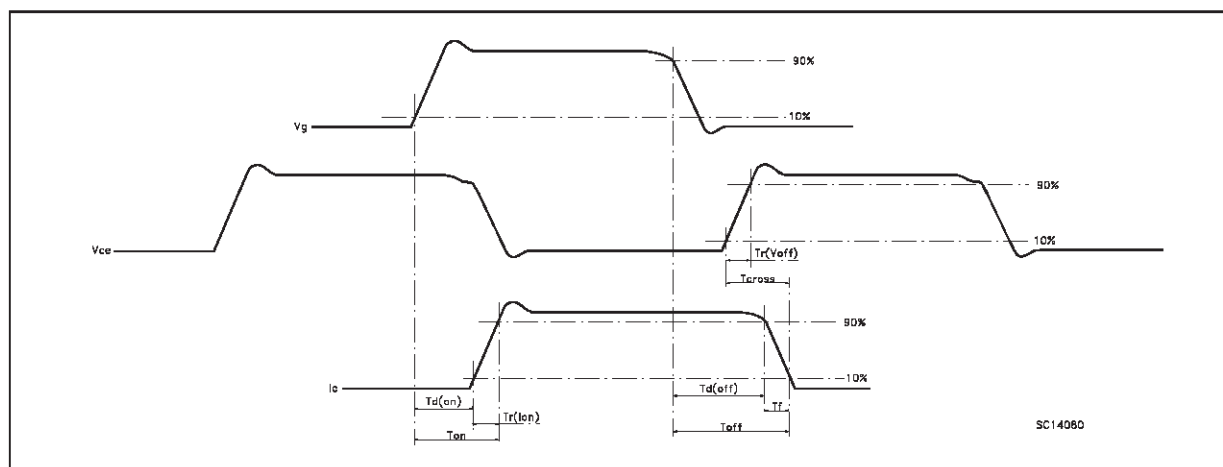 90%
10%
Vg
90%
10%
Vce
Tr(Voff)
Tcross
90%
10%
Ic
Td(on)
Td(off)
Tr(Ion)
Tf
Ton
Toff
SC14060